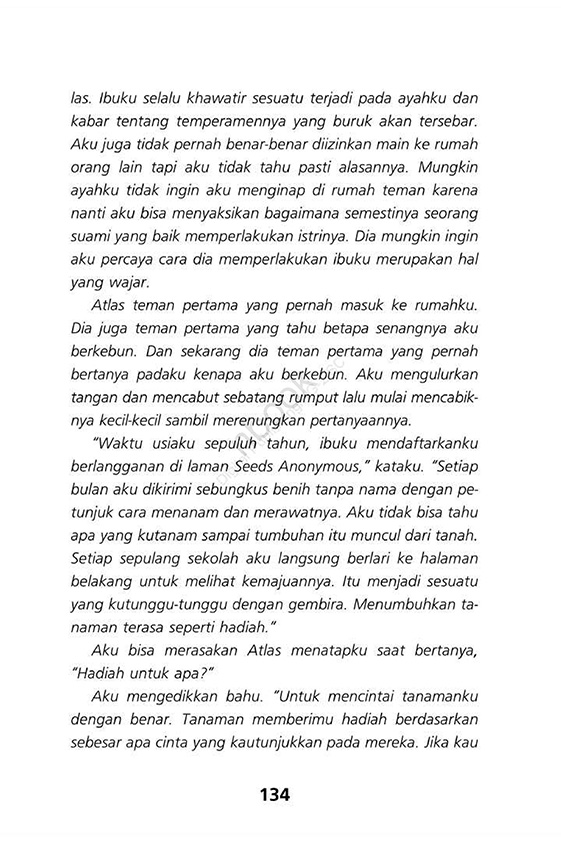 las. Ibuku selalu khawatir sesuatu terjadi pada ayahku dan
kabar tentang temperamennya yang buruk akan tersebar.
Aku juga tidak pernah benar-benar diizinkan main ke rumah
orang lain tapi aku tidak tahu pasti alasannya. Mungkin
ayahku tidak ingin aku menginap di rumah teman karena
nanti aku bisa menyaksikan bagaimana semestinya seorang
suami yang baik memperlakukan istrinya. Dia mungkin ingin
aku percaya cara dia memperlakukan ibuku merupakan hal
yang wajar.
Atlas teman pertama yang pernah masuk ke rumahku.
Dia juga teman pertama yang tahu betapa senangnya aku
berkebun. Dan sekarang dia teman pertama yang pernah
bertanya padaku kenapa aku berkebun. Aku mengulurkan
tangan dan mencabut sebatang rumput lalu mulai mencabik-
nya kecil-kecil sambil merenungkan pertanyaannya.
“Waktu usiaku sepuluh tahun, ibuku mendaftarkanku
berlangganan di laman Seeds Anonymous,” kataku. “Setiap
bulan aku dikirimi sebungkus benih tanpa nama dengan pe-
tunjuk cara menanam dan merawatnya. Aku tidak bisa tahu
apa yang kutanam sampai tumbuhan itu muncul dari tanah.
Setiap sepulang sekolah aku langsung berlari ke halaman
belakang untuk melihat kemajuannya. Itu menjadi sesuatu
yang kutunggu-tunggu dengan gembira. Menumbuhkan ta-
naman terasa seperti hadiah.”
Aku bisa merasakan Atlas menatapku saat bertanya,
“Hadiah untuk apa?”
Aku mengedikkan bahu. “Untuk mencintai tanamanku
dengan benar. Tanaman memberimu hadiah berdasarkan
sebesar apa cinta yang kautunjukkan pada mereka. Jika kau
134